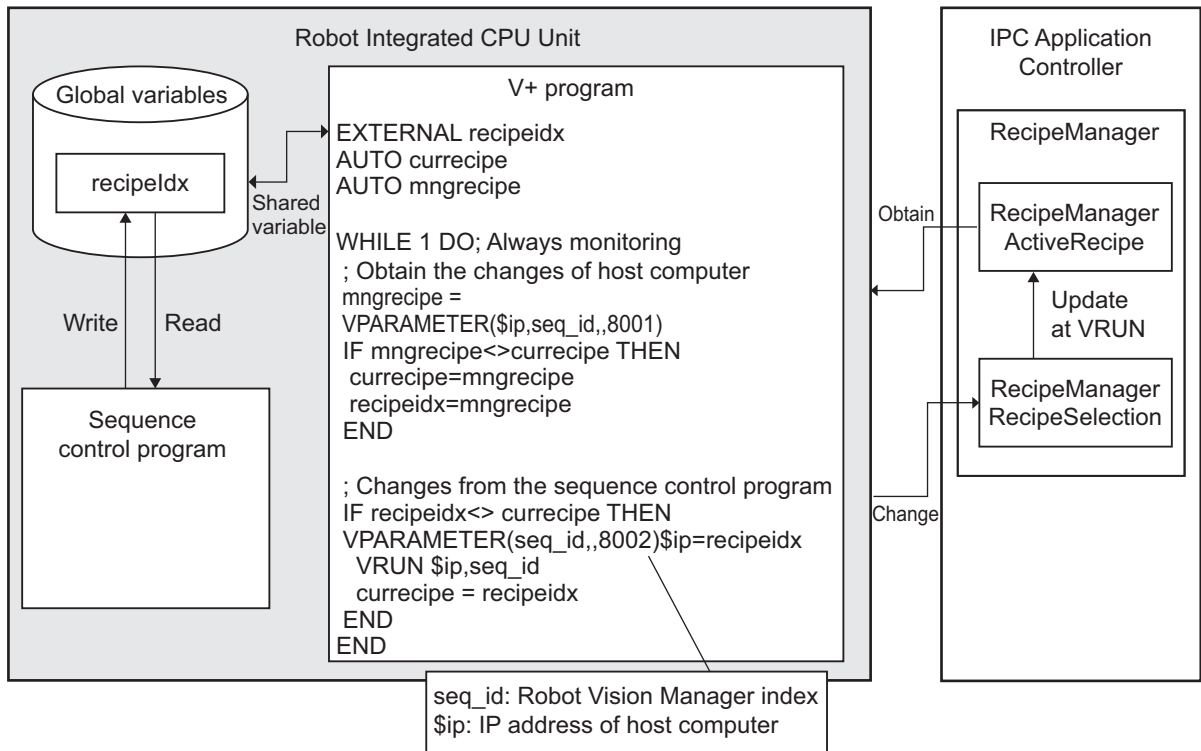 Robot Integrated CPU Unit
Global variables
recipeIdx
Shared
variable
Write
Read
Sequence
control program
V+ program
EXTERNAL recipeidx
AUTO currecipe
AUTO mngrecipe
WHILE 1 DO; Always monitoring
; Obtain the changes of host computer
mngrecipe =
VPARAMETER($ip,seq_id,,8001)
IF mngrecipe<>currecipe THEN
currecipe=mngrecipe
recipeidx=mngrecipe
END
; Changes from the sequence control program
IF recipeidx<> currecipe THEN
VPARAMETER(seq_id,,8002)$ip=recipeidx
VRUN $ip,seq_id
currecipe = recipeidx
END
END
seq_id: Robot Vision Manager index
$ip: IP address of host computer
Obtain
Change
IPC Application
Controller
RecipeManager
RecipeManager
ActiveRecipe
Update
at VRUN
RecipeManager
RecipeSelection